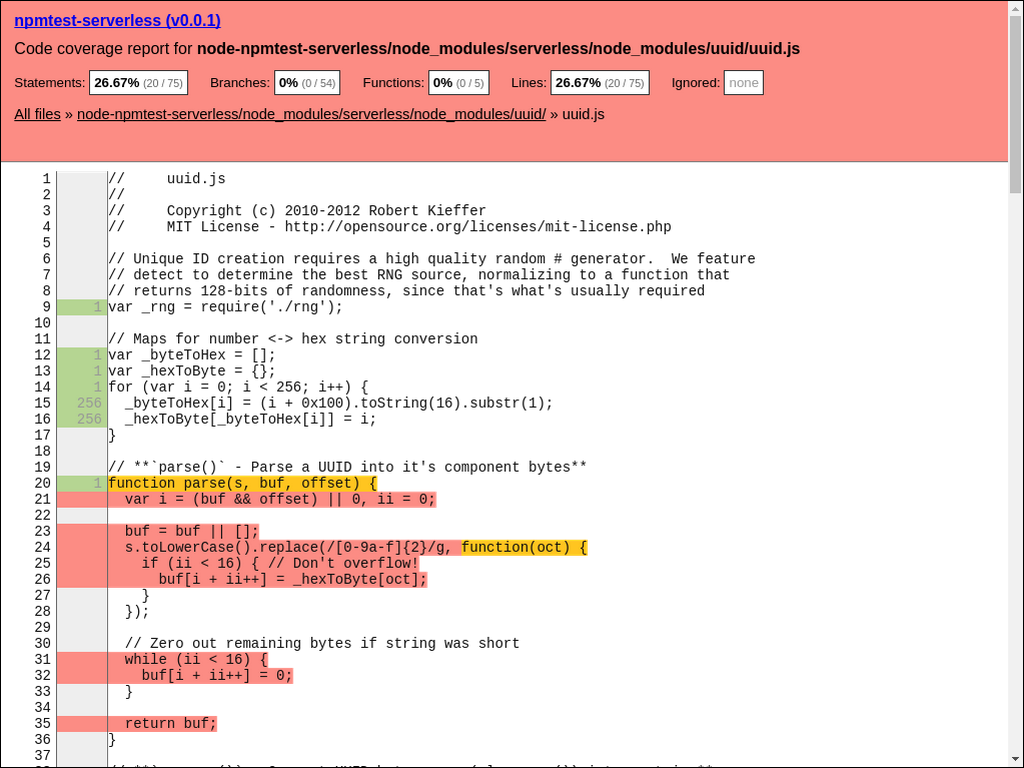 npmtest-serverless (v0.0.1)
Code coverage report for node-npmtest-serverless/node_modules/serverless/node_modules/uuid/uuid.js
Statements: 26.67% (20 / 75) Branches: 0% (0 / 54) Functions: 0% (0 / 5) Lines: 26.67% (20 / 75) Ignored: none
All files » node-npmtest-serverless/node_modules/serverless/node_modules/uuid/ » uuid.js
1 //     uuid.js
2 //
3 //     Copyright (c) 2010-2012 Robert Kieffer
4 //     MIT License - http://opensource.org/licenses/mit-license.php
5
6 // Unique ID creation requires a high quality random # generator.  We feature
7 // detect to determine the best RNG source, normalizing to a function that
8 // returns 128-bits of randomness, since that's what's usually required
9 1 var _rng = require('./rng');
10
11 // Maps for number <-> hex string conversion
12 1 var _byteToHex = [];
13 1 var _hexToByte = {};
14 1 for (var i = 0; i < 256; i++) {
15 256   _byteToHex[i] = (i + 0x100).toString(16).substr(1);
16 256   _hexToByte[_byteToHex[i]] = i;
17 }
18
19 // **`parse()` - Parse a UUID into it's component bytes**
20 1 function parse(s, buf, offset) {
21   var i = (buf && offset) || 0, ii = 0;
22
23   buf = buf || [];
24   s.toLowerCase().replace(/[0-9a-f]{2}/g, function(oct) {
25     if (ii < 16) { // Don't overflow!
26       buf[i + ii++] = _hexToByte[oct];
27     }
28   });
29
30   // Zero out remaining bytes if string was short
31   while (ii < 16) {
32     buf[i + ii++] = 0;
33   }
34
35   return buf;
36 }
37